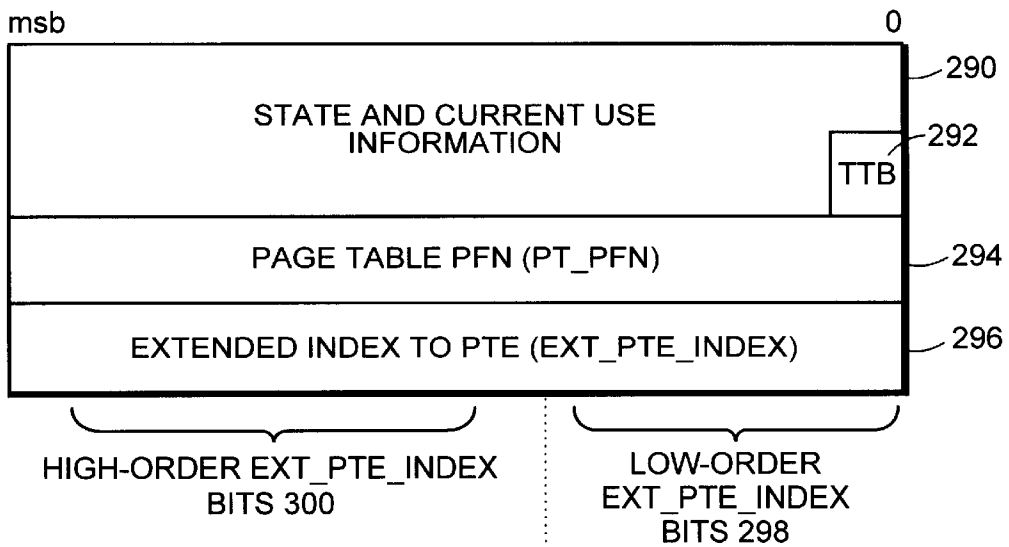 msb 0
290
STATE AND CURRENT USE
INFORMATION
292
TTB
PAGE TABLE PFN (PT_PFN)
294
EXTENDED INDEX TO PTE (EXT_PTE_INDEX)
296
HIGH-ORDER EXT_PTE_INDEX
BITS 300
LOW-ORDER
EXT_PTE_INDEX
BITS 298